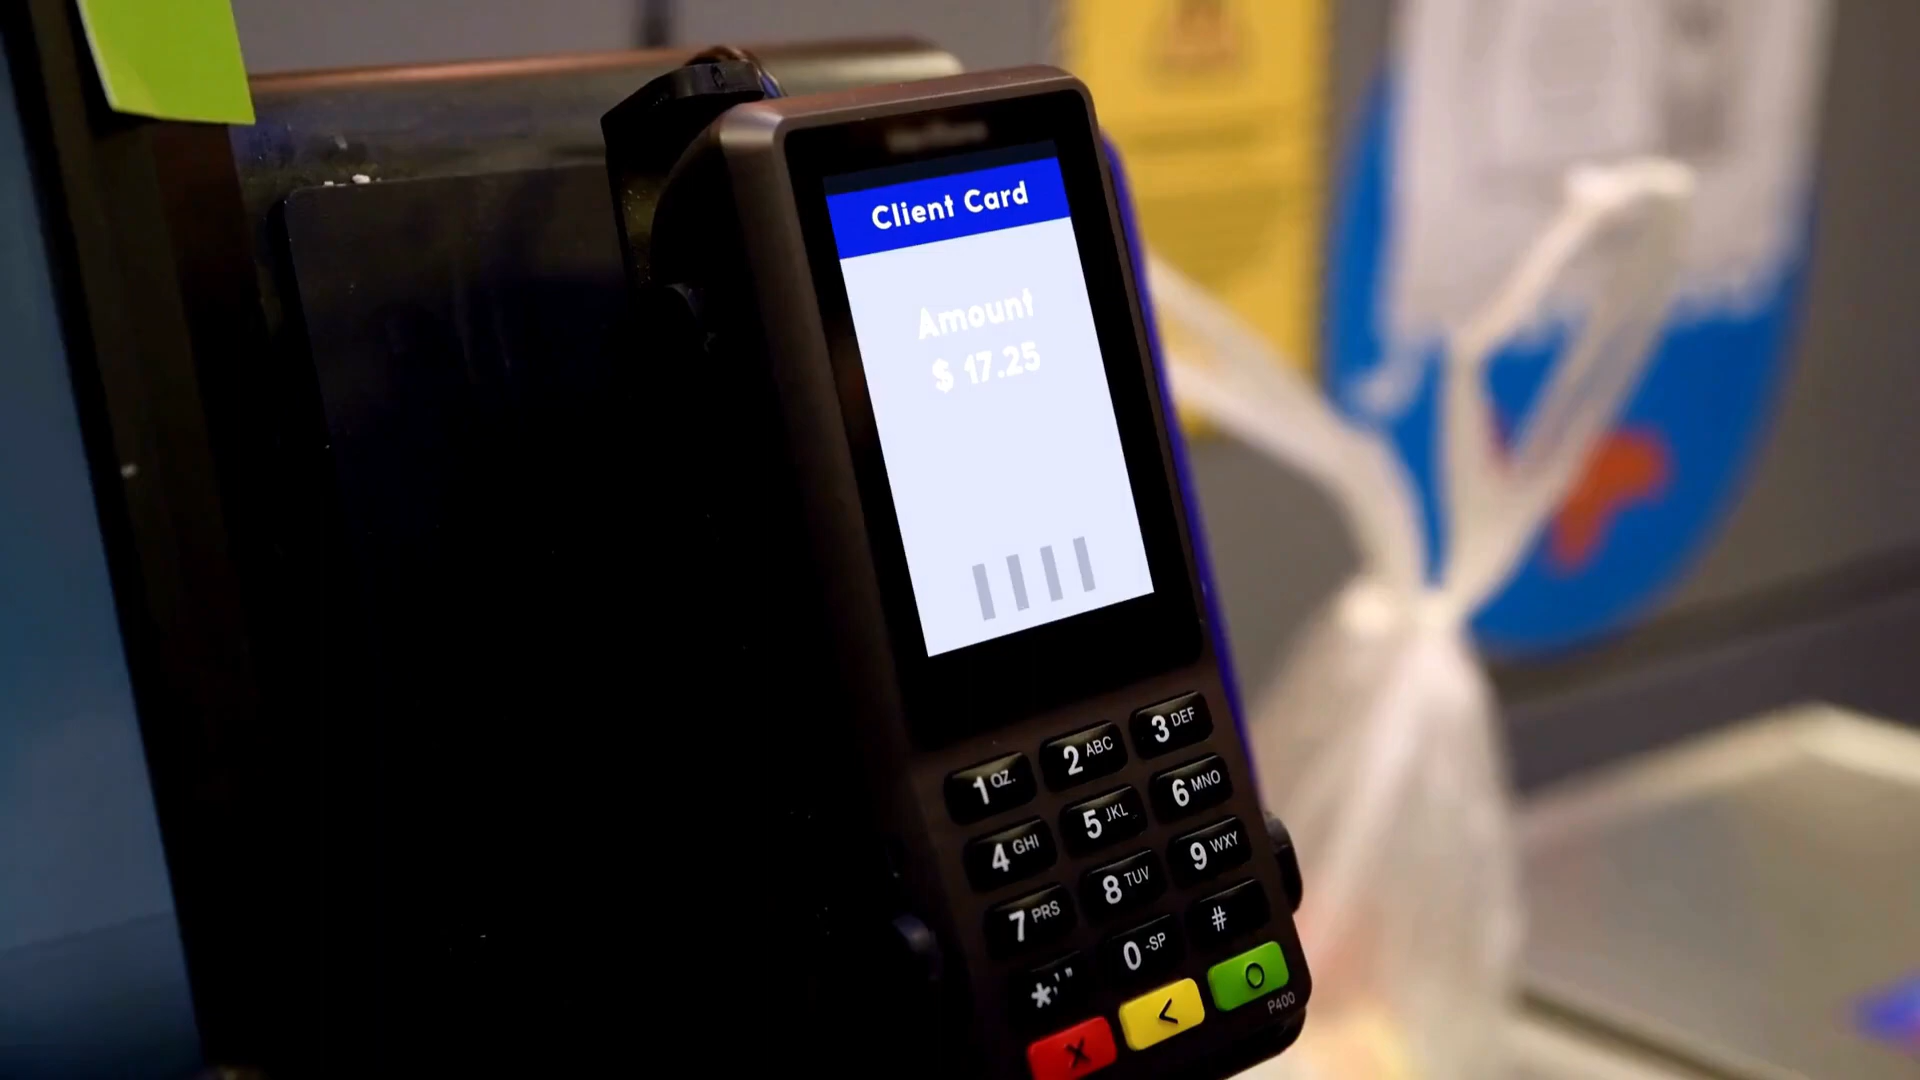 Client Card
Amount
$ 17.25
1 QZ.
2 ABC
3 DEF
4 GHI
5 JKL
6 MNO
7 PRS
8 TUV
9 WXY
*,'"
0 -SP
#
X
<
O
P400